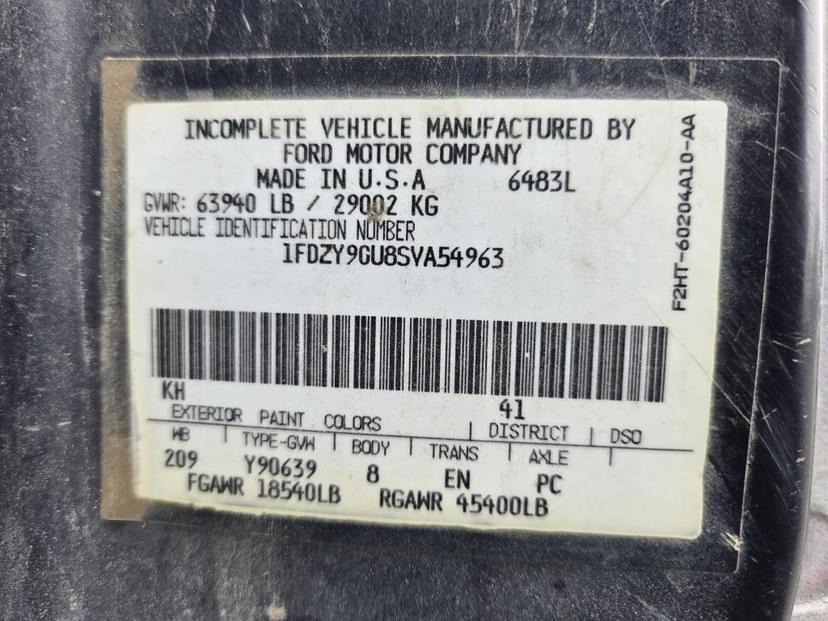 INCOMPLETE VEHICLE MANUFACTURED BY
FORD MOTOR COMPANY
MADE IN U.S.A 6483L
GVWR: 63940 LB / 29002 KG
VEHICLE IDENTIFICATION NUMBER
1FDZY9GU8SVA54963
F2HT-60204A10-AA
KH 41
EXTERIOR PAINT COLORS DISTRICT DSO
WB TYPE-GVW BODY TRANS AXLE
209 Y90639 8 EN PC
FGAWR 18540LB RGAWR 45400LB